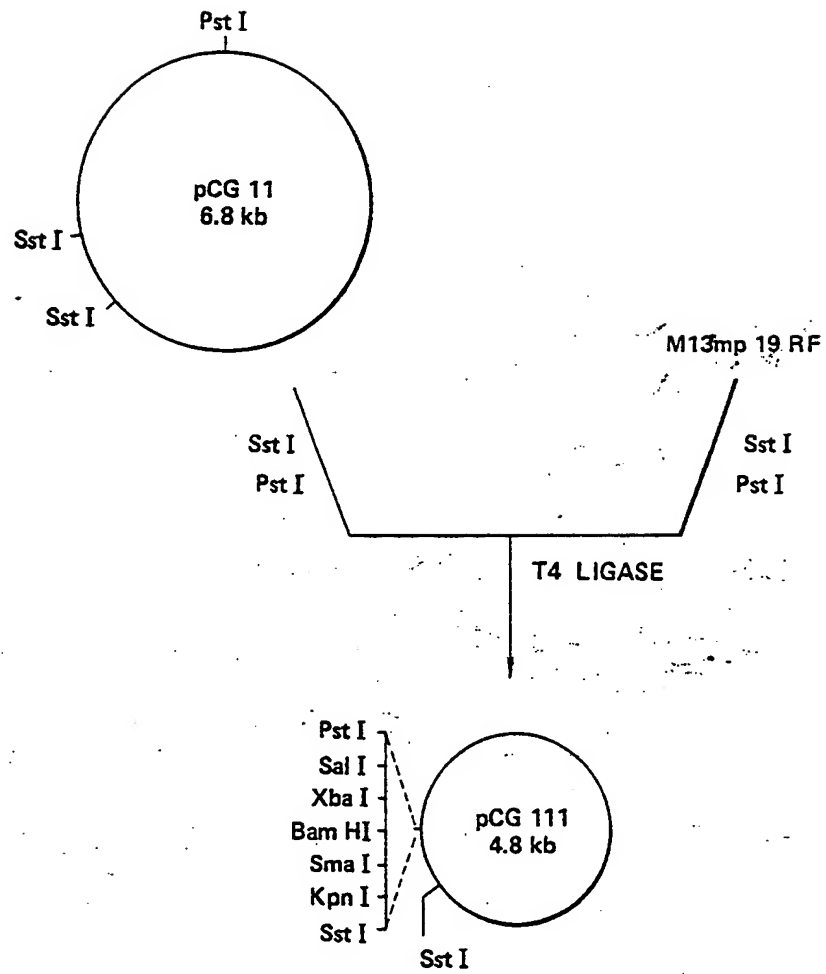 Pst I
pCG 11
6.8 kb
Sst I
Sst I
M13mp 19 RF
Sst I
Pst I
Sst I
Pst I
T4 LIGASE
Pst I
Sal I
Xba I
Bam HI
Sma I
Kpn I
Sst I
pCG 111
4.8 kb
Sst I